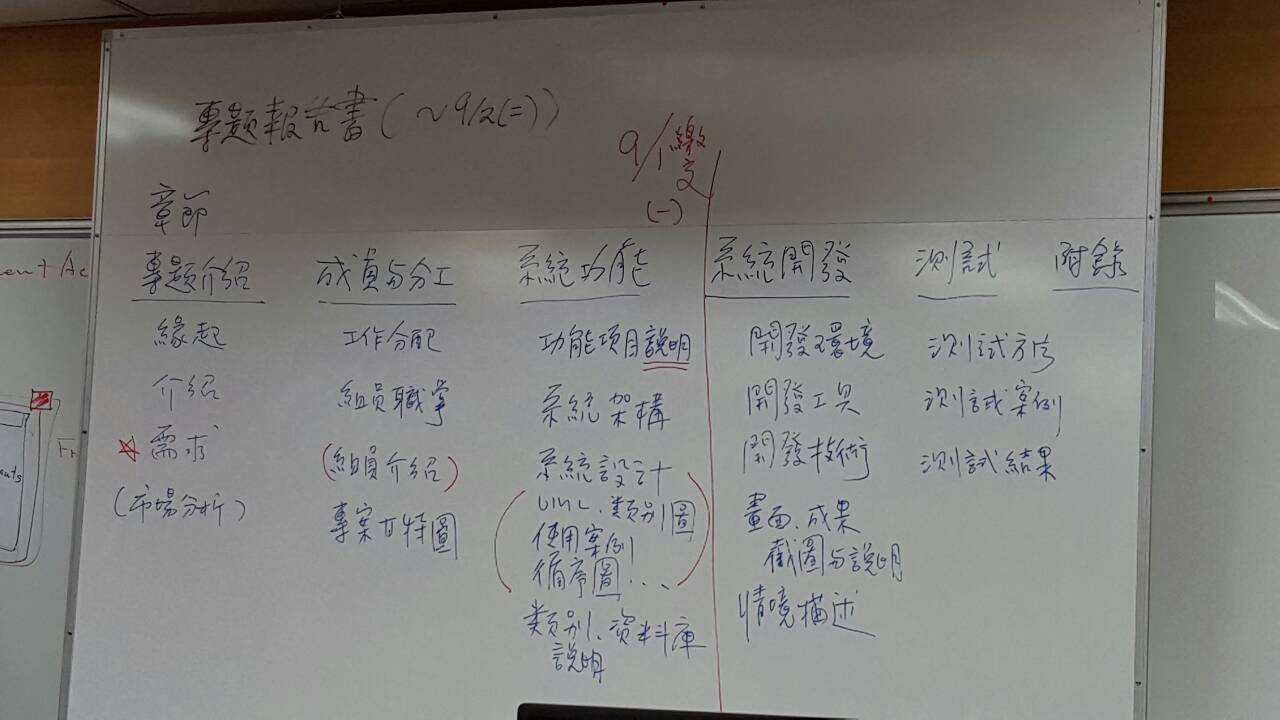 專題報告書(~9/2(二))
9/1繳
交
(一)
章節
專題介紹
緣起
介紹
需求
(市場分析)
成員与分工
工作分配
組員職掌
(組員介紹)
專案甘特圖
系統功能
功能項目說明
系統架構
系統設計
(UML、類別圖
使用案例
循序圖!...)
類別、資料庫
說明
系統開發
開發環境
開發工具
開發技術
畫面、成果
截圖与說明
情境描述
測試
測試方法
測試案例
測試結果
附錄
ent Ac
Fr
ents